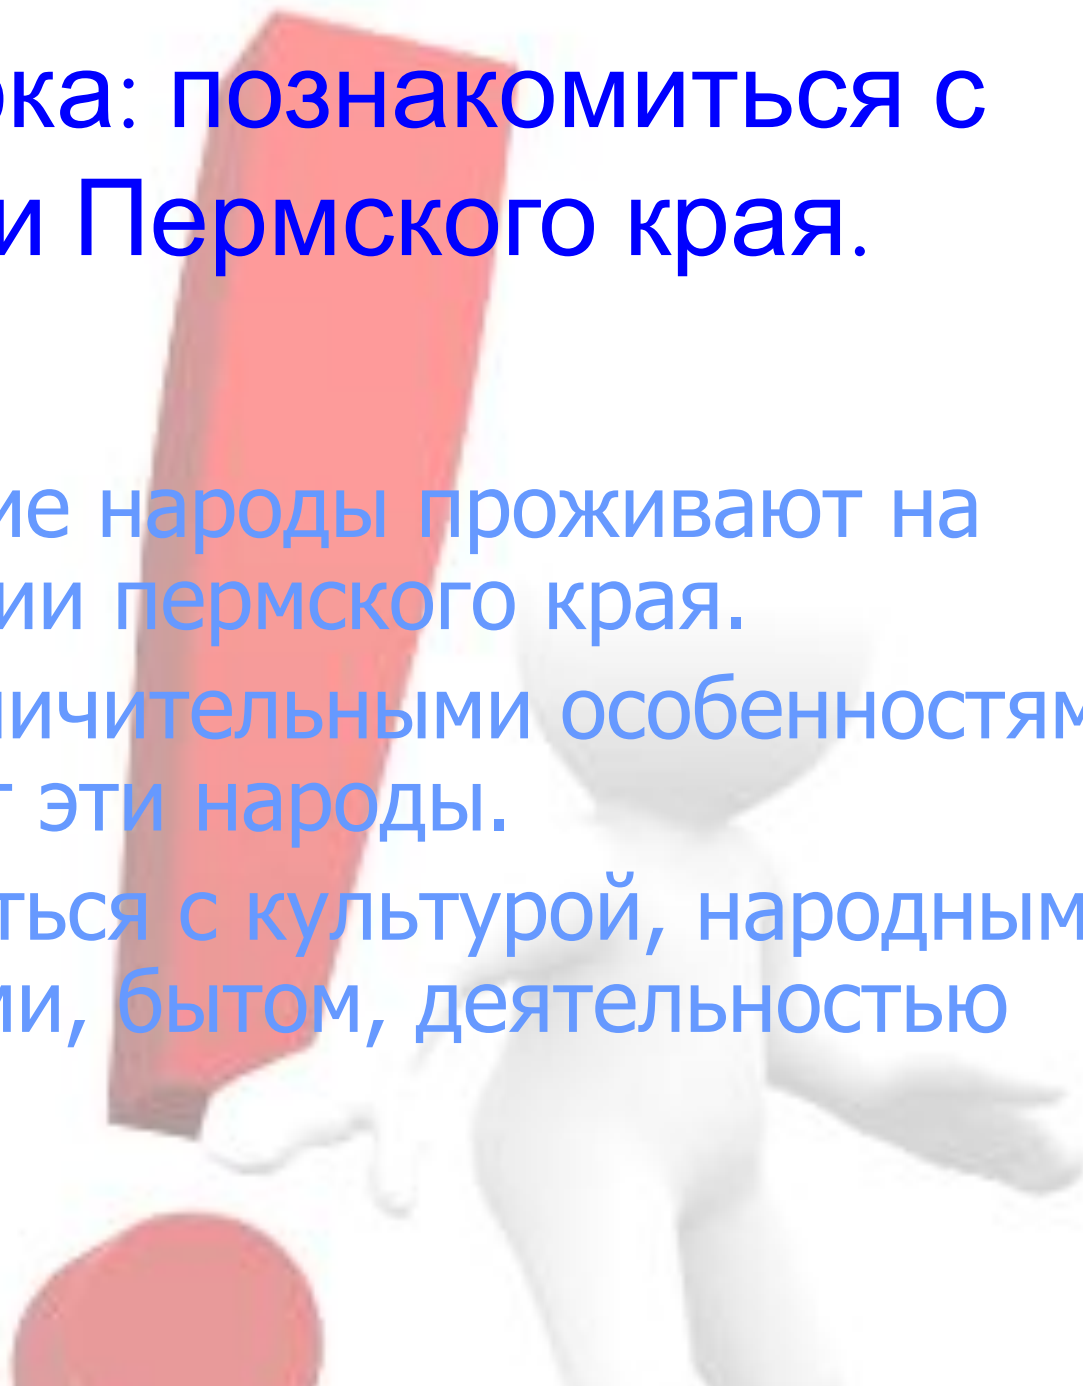 ока: познакомиться с
и Пермского края.
ие народы проживают на
ии пермского края.
личительными особенностям
т эти народы.
ться с культурой, народным
ми, бытом, деятельностью